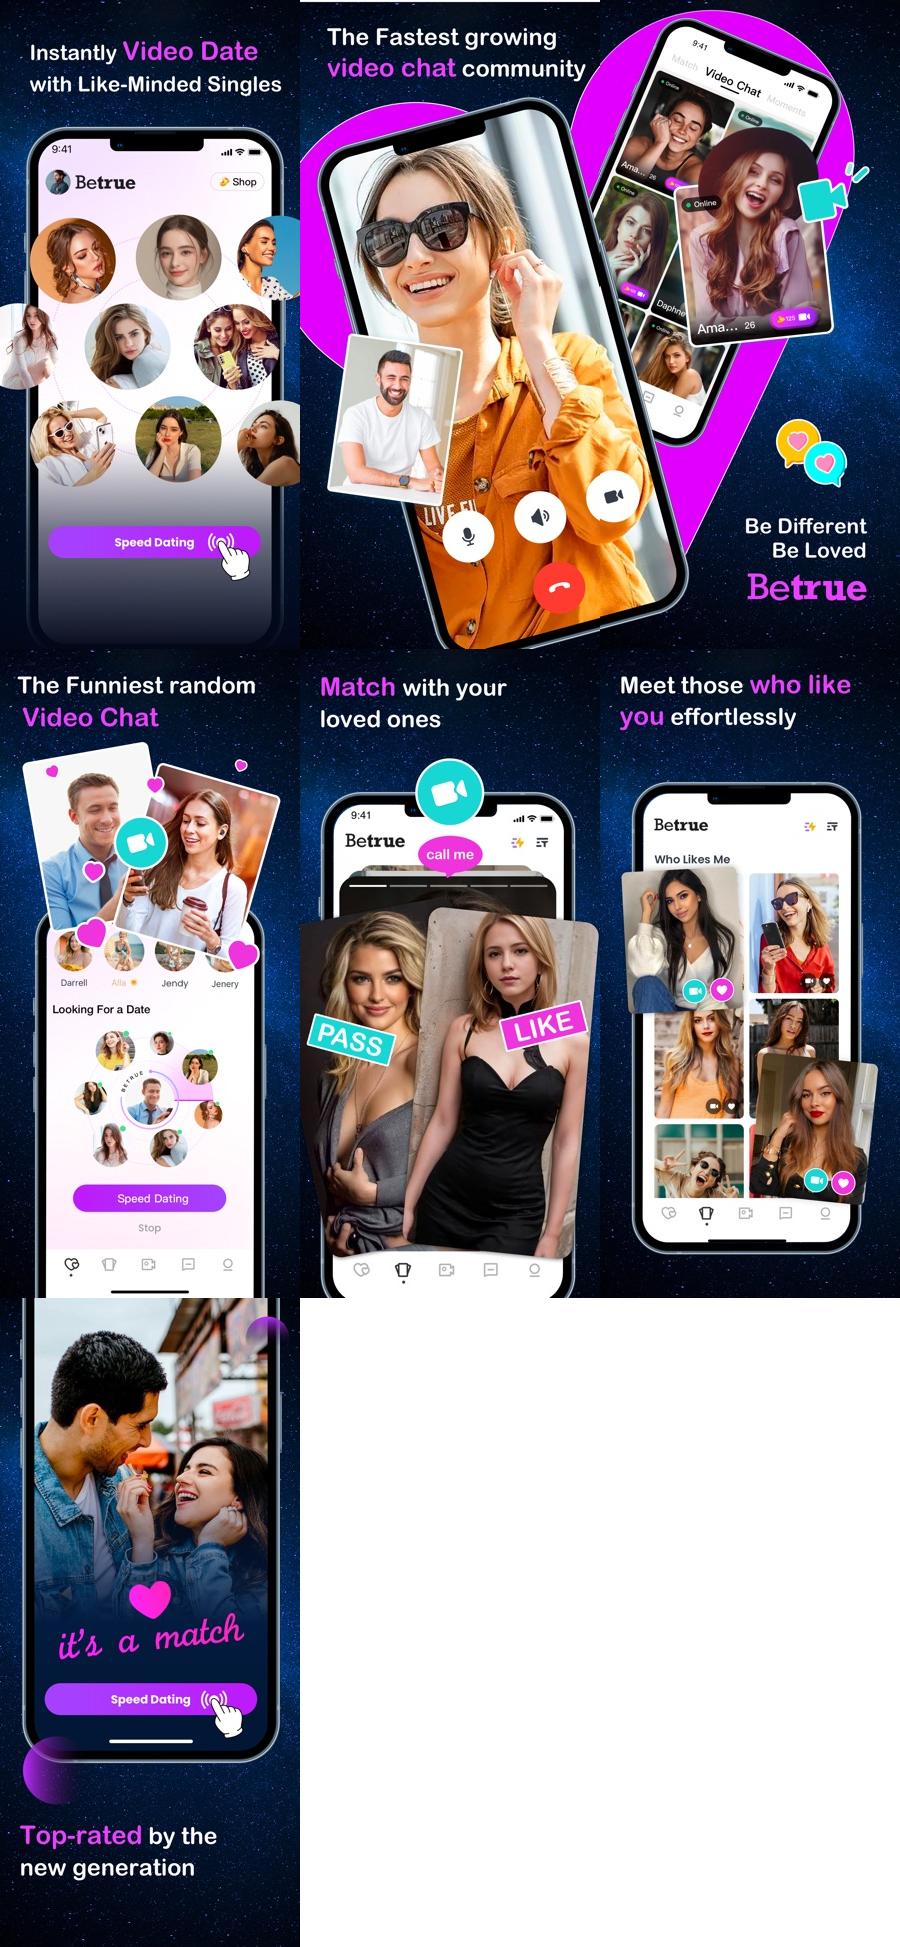 Instantly Video Date
with Like-Minded Singles
9:41
Betrue
Shop
Speed Dating
The Fastest growing
video chat community
LIVE
9:41
Match
Video Chat
Moments
Online
Online
Ama... 26
Online
Daphne
Online
Online
Ama... 26
125
Be Different
Be Loved
Betrue
The Funniest random
Video Chat
Darrell
Alla
Jendy
Jenery
Looking For a Date
BETRUE
Speed Dating
Stop
Match with your
loved ones
9:41
Betrue
call me
PASS
LIKE
Meet those who like
you effortlessly
Betrue
Who Likes Me
it's a match
Speed Dating
Top-rated by the
new generation